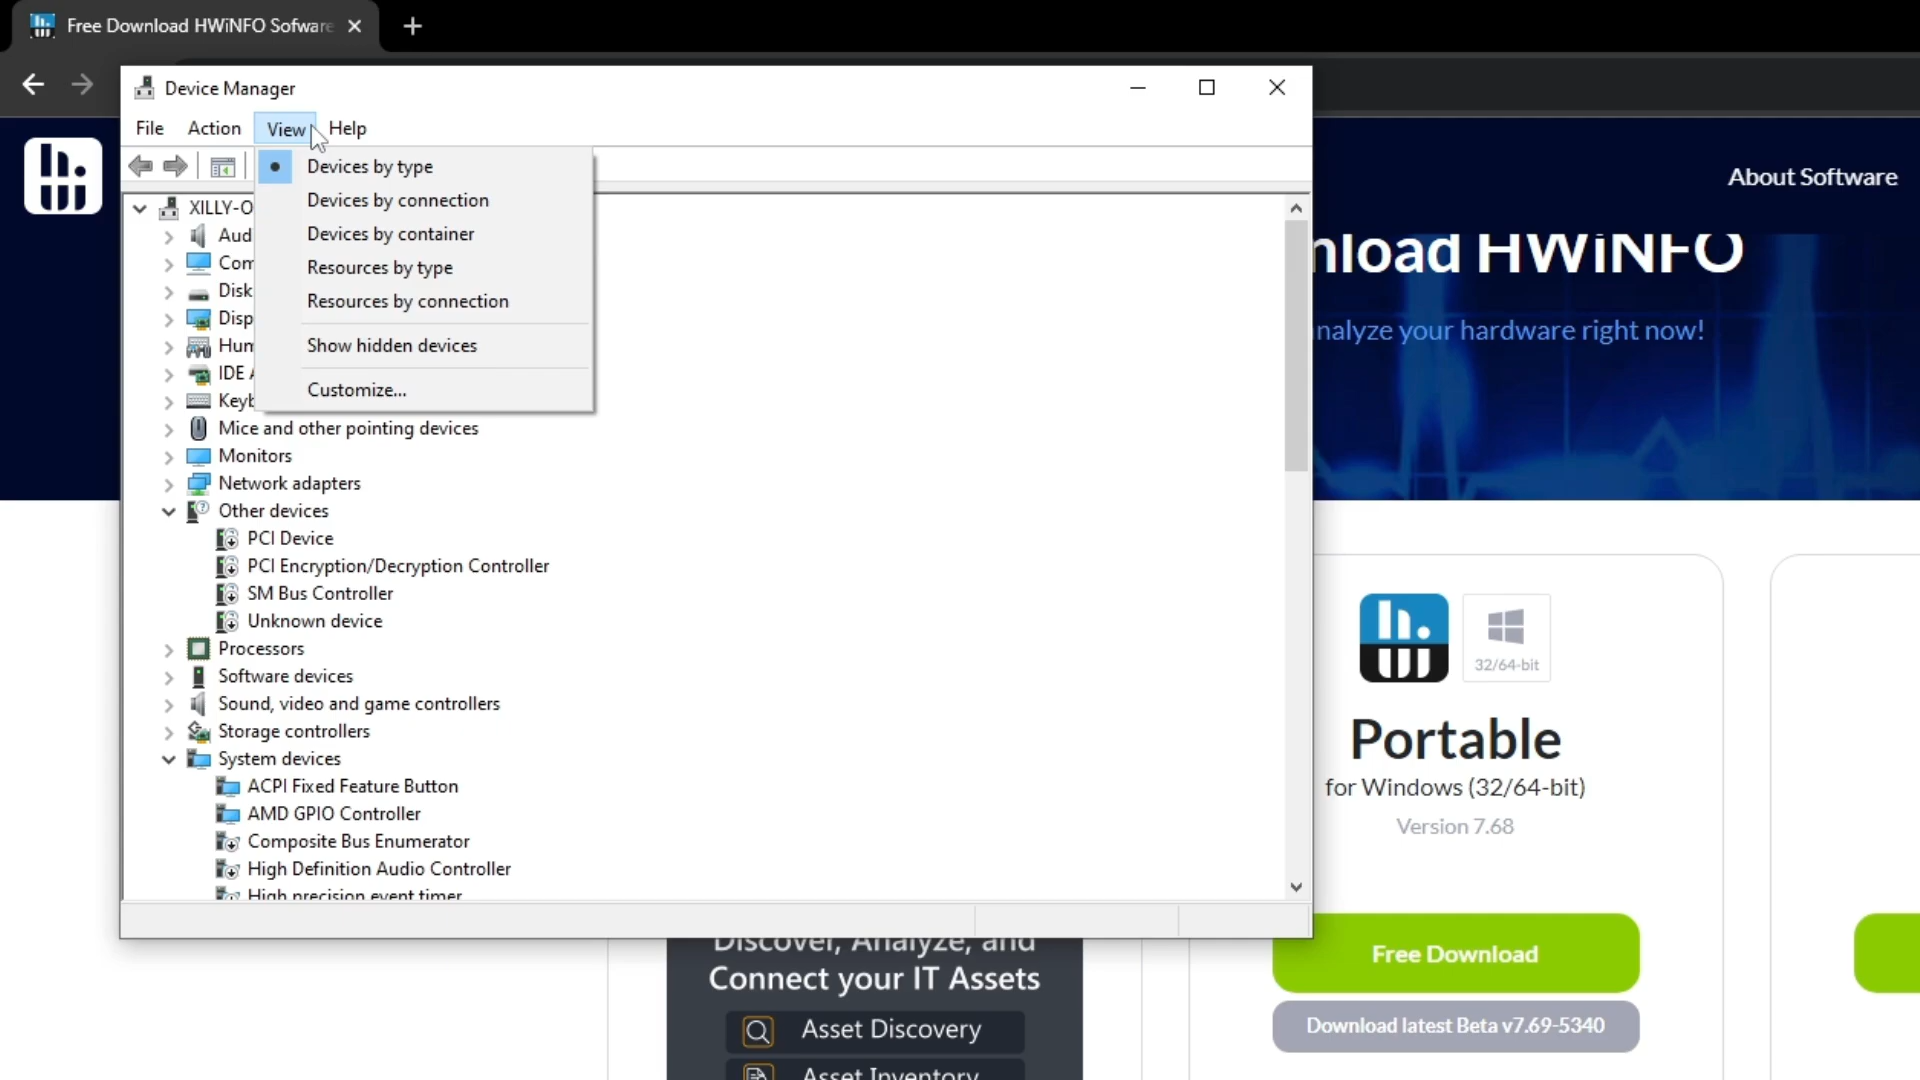 Free Download HWiNFO Sofware
Device Manager
File Action View Help
Devices by type
Devices by connection
Devices by container
Resources by type
Resources by connection
Show hidden devices
Customize...
XILLY-O
Aud
Com
Disk
Disp
Hum
IDE
Keyb
Mice and other pointing devices
Monitors
Network adapters
Other devices
PCI Device
PCI Encryption/Decryption Controller
SM Bus Controller
Unknown device
Processors
Software devices
Sound, video and game controllers
Storage controllers
System devices
ACPI Fixed Feature Button
AMD GPIO Controller
Composite Bus Enumerator
High Definition Audio Controller
High precision event timer
About Software
nload HWiNFO
nalyze your hardware right now!
32/64-bit
Portable
for Windows (32/64-bit)
Version 7.68
Free Download
Download latest Beta v7.69-5340
Discover, Analyze, and
Connect your IT Assets
Asset Discovery
Asset Inventory